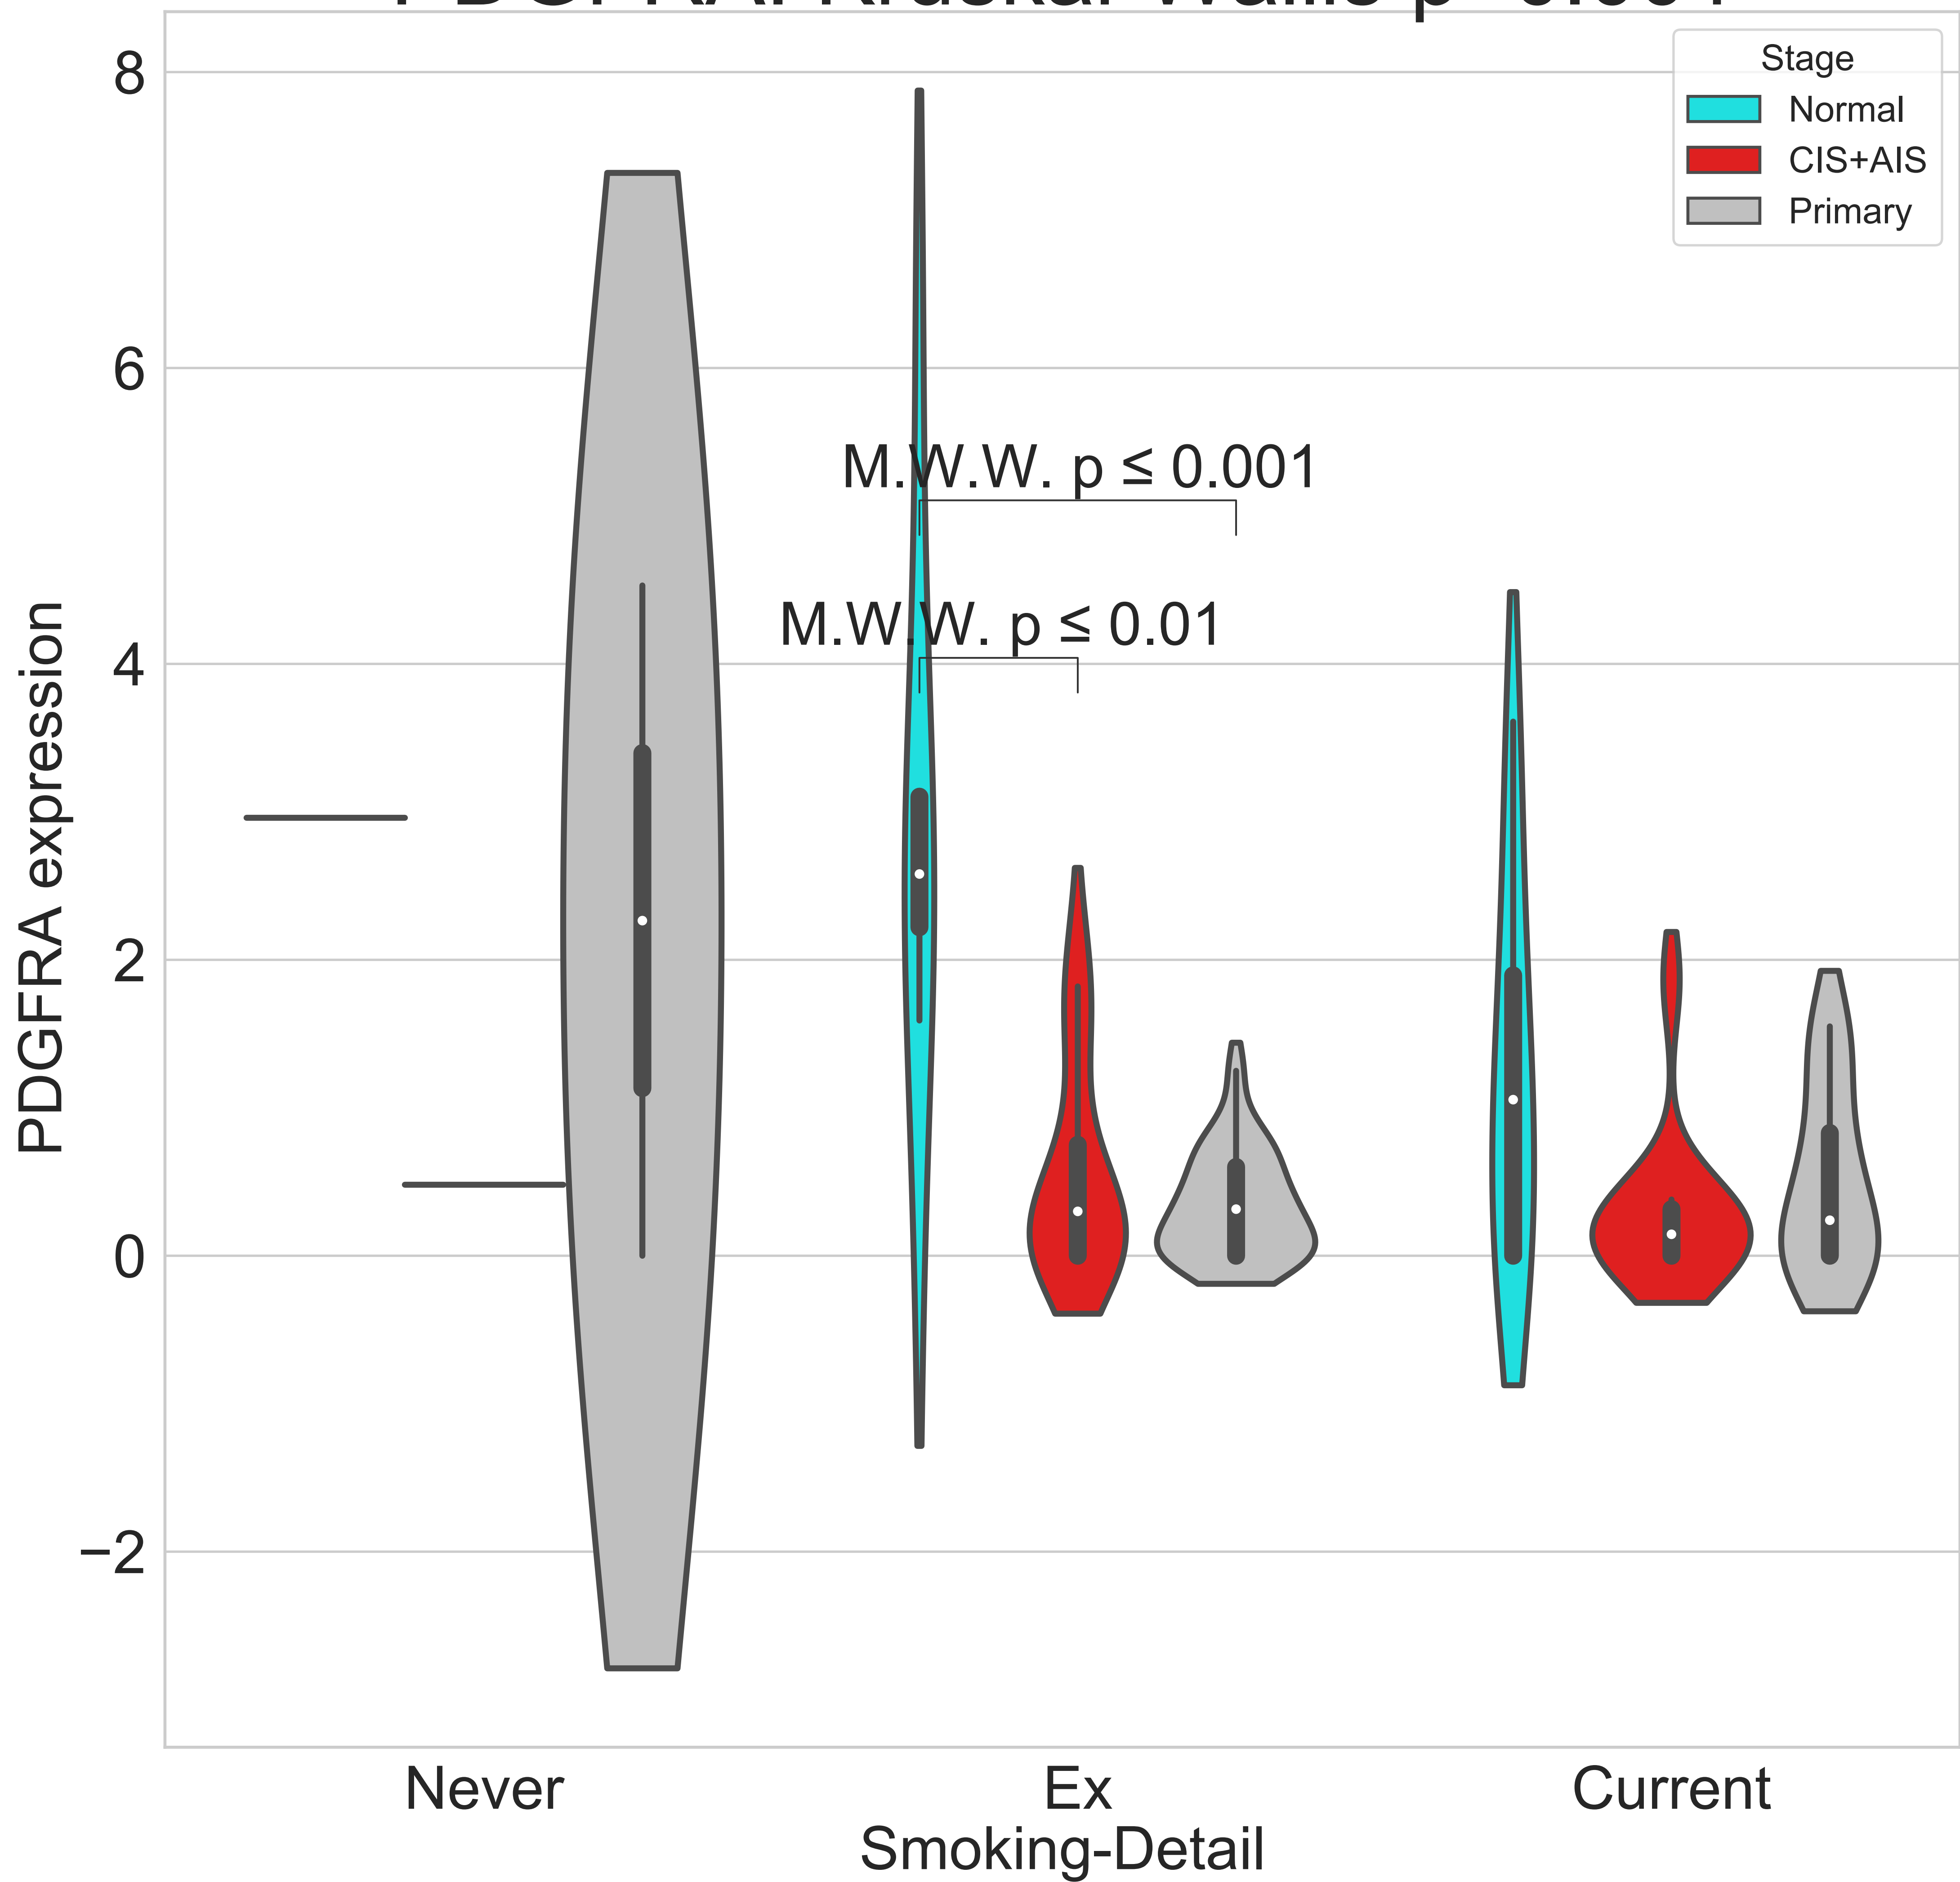 8
6
4
2
0
−2
PDGFRA expression
Stage
Normal
CIS+AIS
Primary
M.W.W. p ≤ 0.001
M.W.W. p ≤ 0.01
Never
Ex
Current
Smoking-Detail